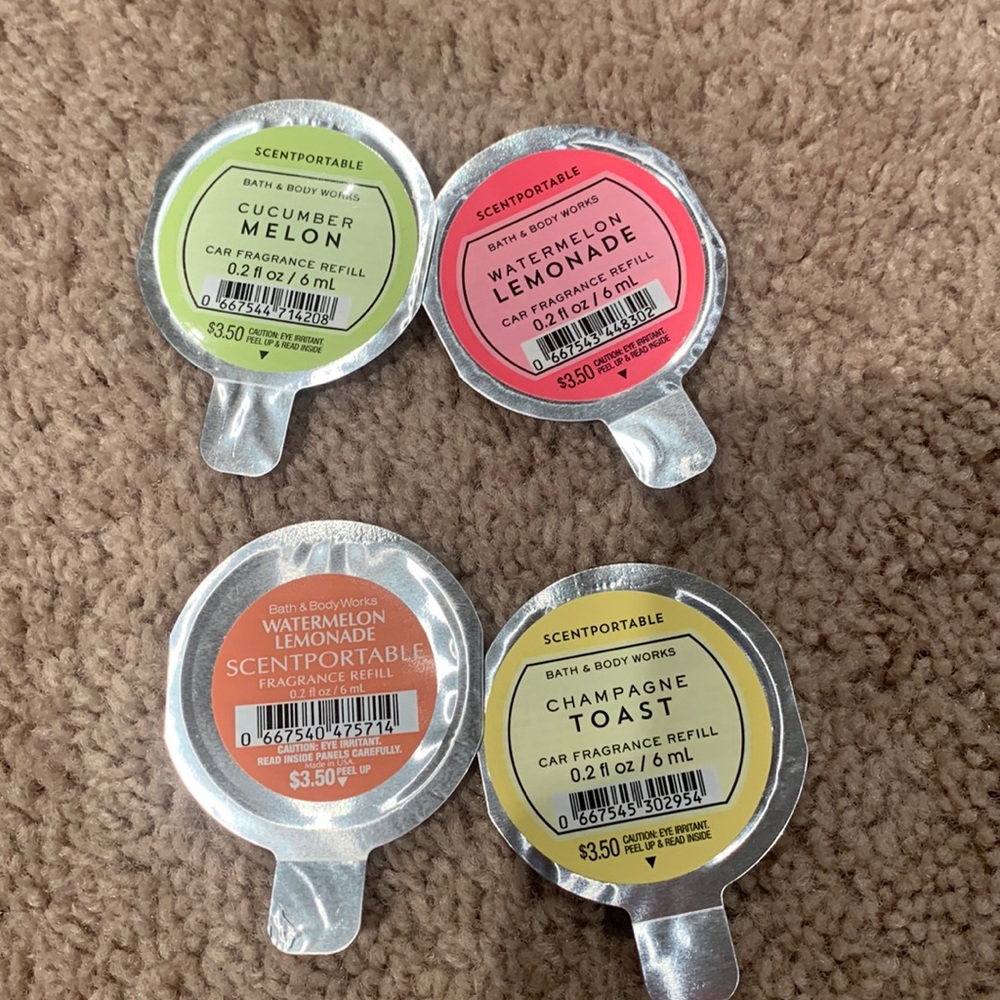 SCENTPORTABLE
BATH & BODY WORKS
CUCUMBER
MELON
CAR FRAGRANCE REFILL
0.2 fl oz / 6 mL
0 667544 714208
$3.50 CAUTION: EYE IRRITANT.
PEEL UP & READ INSIDE
SCENTPORTABLE
BATH & BODY WORKS
WATERMELON
LEMONADE
CAR FRAGRANCE REFILL
0.2 fl oz / 6 mL
0 667543 448302
$3.50 CAUTION: EYE IRRITANT.
PEEL UP & READ INSIDE
Bath & Body Works
WATERMELON
LEMONADE
SCENTPORTABLE
FRAGRANCE REFILL
0.2 fl oz / 6 mL
0 667540 475714
CAUTION: EYE IRRITANT.
READ INSIDE PANELS CAREFULLY.
Made in USA.
$3.50 PEEL UP
SCENTPORTABLE
BATH & BODY WORKS
CHAMPAGNE
TOAST
CAR FRAGRANCE REFILL
0.2 fl oz / 6 mL
0 667545 302954
$3.50 CAUTION: EYE IRRITANT.
PEEL UP & READ INSIDE